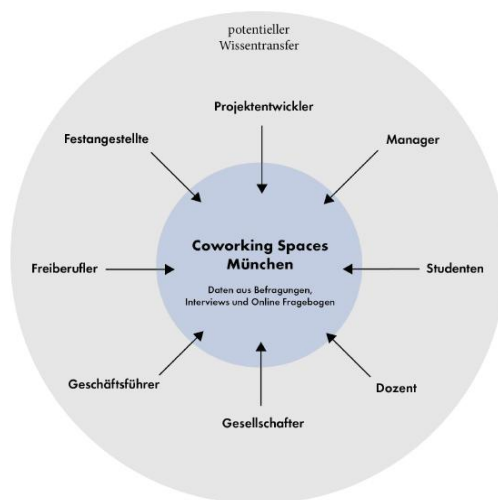 potentieller
Wissentransfer
Projektentwickler
Festangestellte
Manager
Coworking Spaces
München
Daten aus Befragungen,
Interviews und Online Fragebogen
Freiberufler
Studenten
Geschäftsführer
Dozent
Gesellschafter